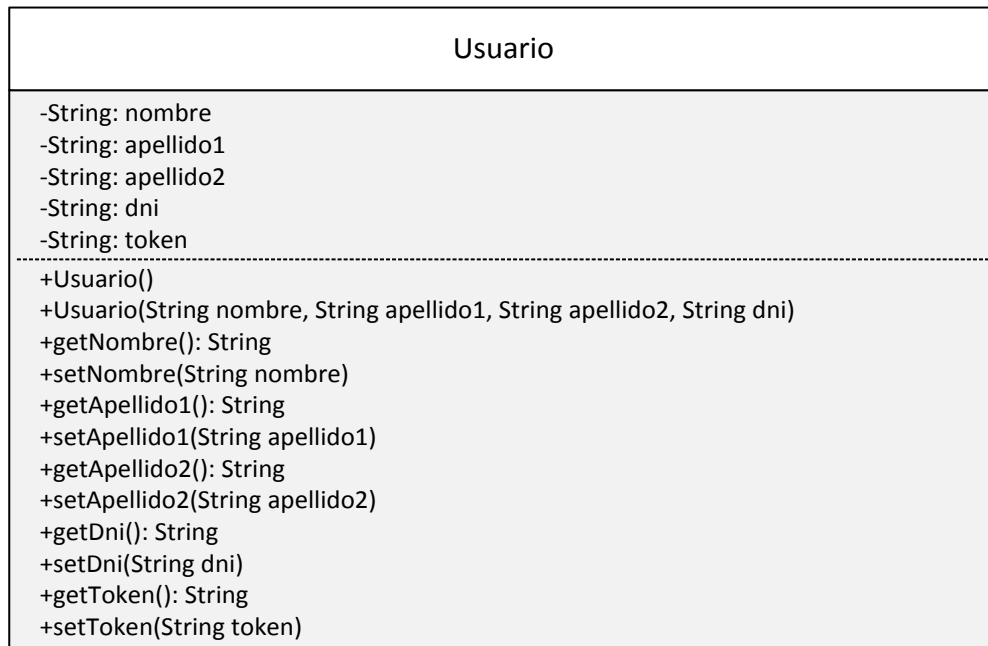 Usuario
-String: nombre
-String: apellido1
-String: apellido2
-String: dni
-String: token
+Usuario()
+Usuario(String nombre, String apellido1, String apellido2, String dni)
+getNombre(): String
+setNombre(String nombre)
+getApellido1(): String
+setApellido1(String apellido1)
+getApellido2(): String
+setApellido2(String apellido2)
+getDni(): String
+setDni(String dni)
+getToken(): String
+setToken(String token)